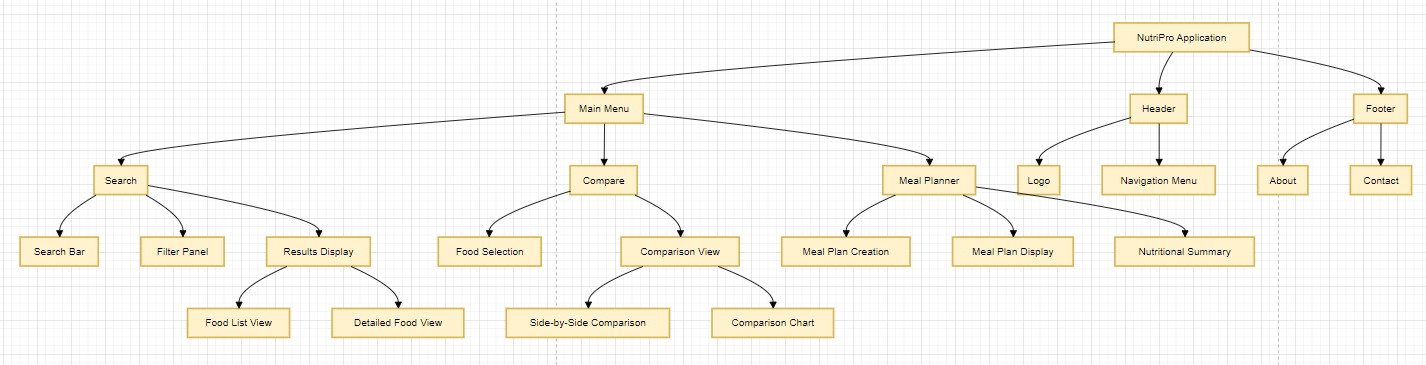 NutriPro Application
Main Menu
Header
Footer
Search
Compare
Meal Planner
Logo
Navigation Menu
About
Contact
Search Bar
Filter Panel
Results Display
Food Selection
Comparison View
Meal Plan Creation
Meal Plan Display
Nutritional Summary
Food List View
Detailed Food View
Side-by-Side Comparison
Comparison Chart